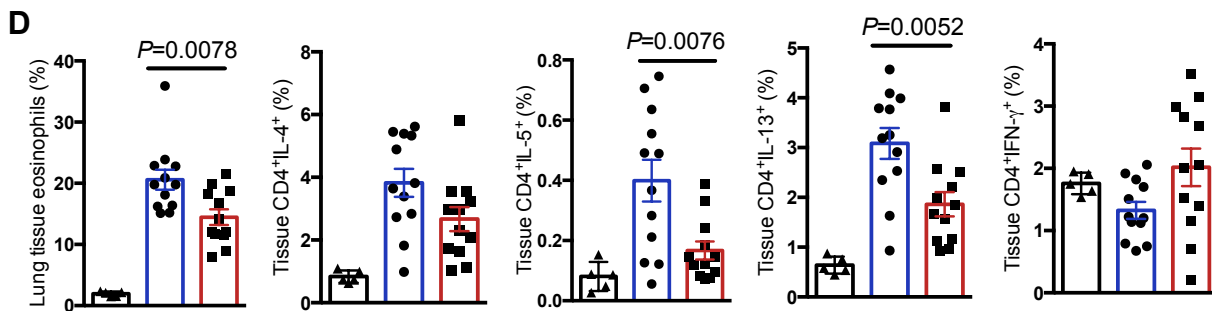 D
P=0.0078
Lung tissue eosinophils (%)
40
30
20
10
0
Tissue CD4⁺IL-4⁺ (%)
8
6
4
2
0
P=0.0076
Tissue CD4⁺IL-5⁺ (%)
0.8
0.6
0.4
0.2
0.0
P=0.0052
Tissue CD4⁺IL-13⁺ (%)
5
4
3
2
1
0
Tissue CD4⁺IFN-γ⁺ (%)
4
3
2
1
0